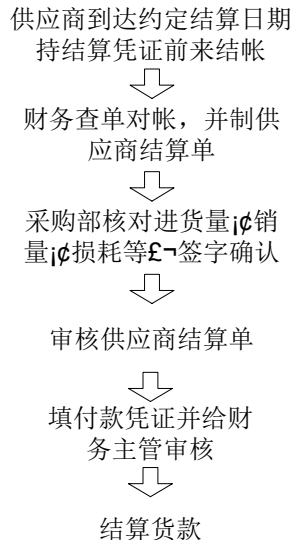 供应商到达约定结算日期
持结算凭证前来结帐
财务查单对帐，并制供
应商结算单
采购部核对进货量¡¢销
量¡¢损耗等£¬签字确认
审核供应商结算单
填付款凭证并给财
务主管审核
结算货款